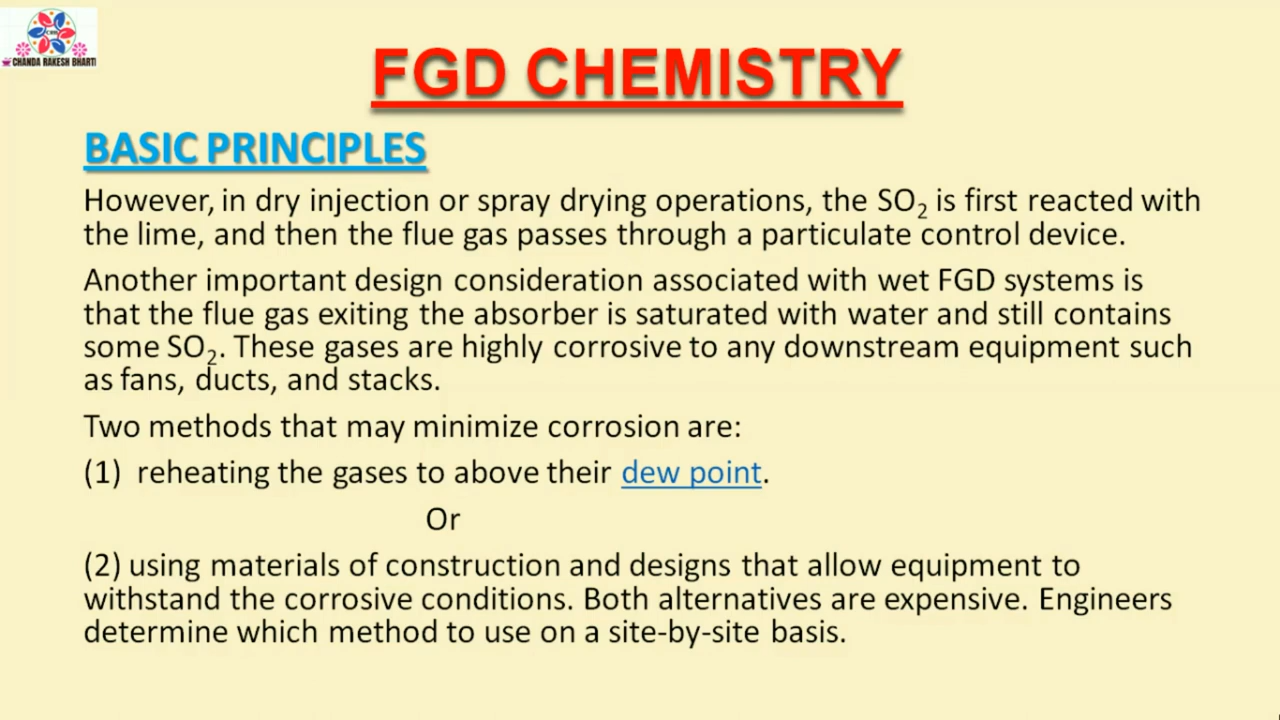 CHANDA RAKESH BHARTI
FGD CHEMISTRY
BASIC PRINCIPLES
However, in dry injection or spray drying operations, the SO₂ is first reacted with
the lime, and then the flue gas passes through a particulate control device.
Another important design consideration associated with wet FGD systems is
that the flue gas exiting the absorber is saturated with water and still contains
some SO₂. These gases are highly corrosive to any downstream equipment such
as fans, ducts, and stacks.
Two methods that may minimize corrosion are:
(1) reheating the gases to above their dew point.
Or
(2) using materials of construction and designs that allow equipment to
withstand the corrosive conditions. Both alternatives are expensive. Engineers
determine which method to use on a site-by-site basis.